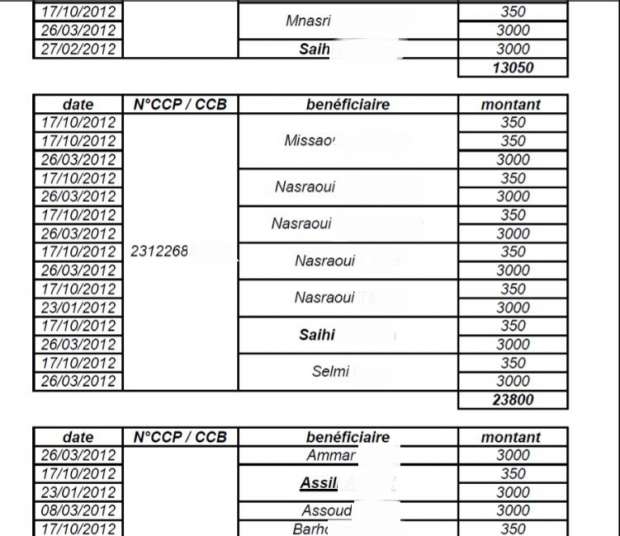 17/10/2012 350
Mnasri
26/03/2012 3000
27/02/2012 Saih 3000
13050
date N°CCP / CCB benéficiaire montant
17/10/2012 350
17/10/2012 Missao 350
26/03/2012 3000
17/10/2012 350
Nasraoui
26/03/2012 3000
17/10/2012 350
Nasraoui
26/03/2012 3000
17/10/2012 2312268 350
Nasraoui
26/03/2012 3000
17/10/2012 350
Nasraoui
23/01/2012 3000
17/10/2012 350
Saihi
26/03/2012 3000
17/10/2012 350
Selmi
26/03/2012 3000
23800
date N°CCP / CCB benéficiaire montant
26/03/2012 Ammar 3000
17/10/2012 350
Assil
23/01/2012 3000
08/03/2012 Assoud 3000
17/10/2012 Barho 350